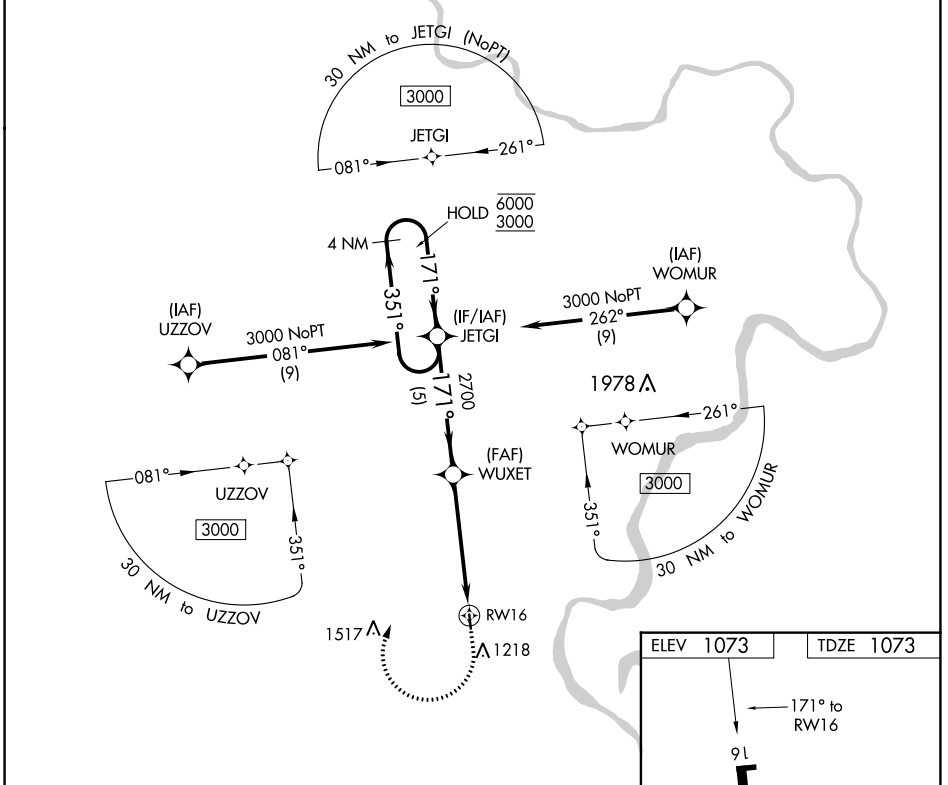 30 NM to JETGI (NoPT)
3000
JETGI
081°
261°
HOLD 6000
3000
4 NM
171°
351°
(IAF)
WOMUR
3000 NoPT
262°
(9)
(IAF)
UZZOV
3000 NoPT
081°
(9)
(IF/IAF)
JETGI
2700
171°
(5)
1978
(FAF)
WUXET
261°
WOMUR
3000
351°
30 NM to WOMUR
081°
UZZOV
3000
351°
30 NM to UZZOV
RW16
1517
1218
ELEV 1073
TDZE 1073
171° to
RW16
16